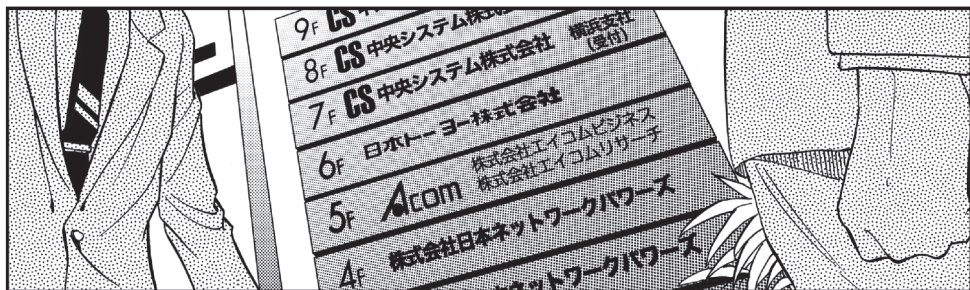 9F CS
8F CS 中央システム株式
7F CS 中央システム株式会社 横浜支社
(受付)
6F 日本トーヨー株式会社
5F Acom 株式会社エイコムビジネス
株式会社エイコムリサーチ
4F 株式会社日本ネットワークパワーズ
ネットワークパワーズ